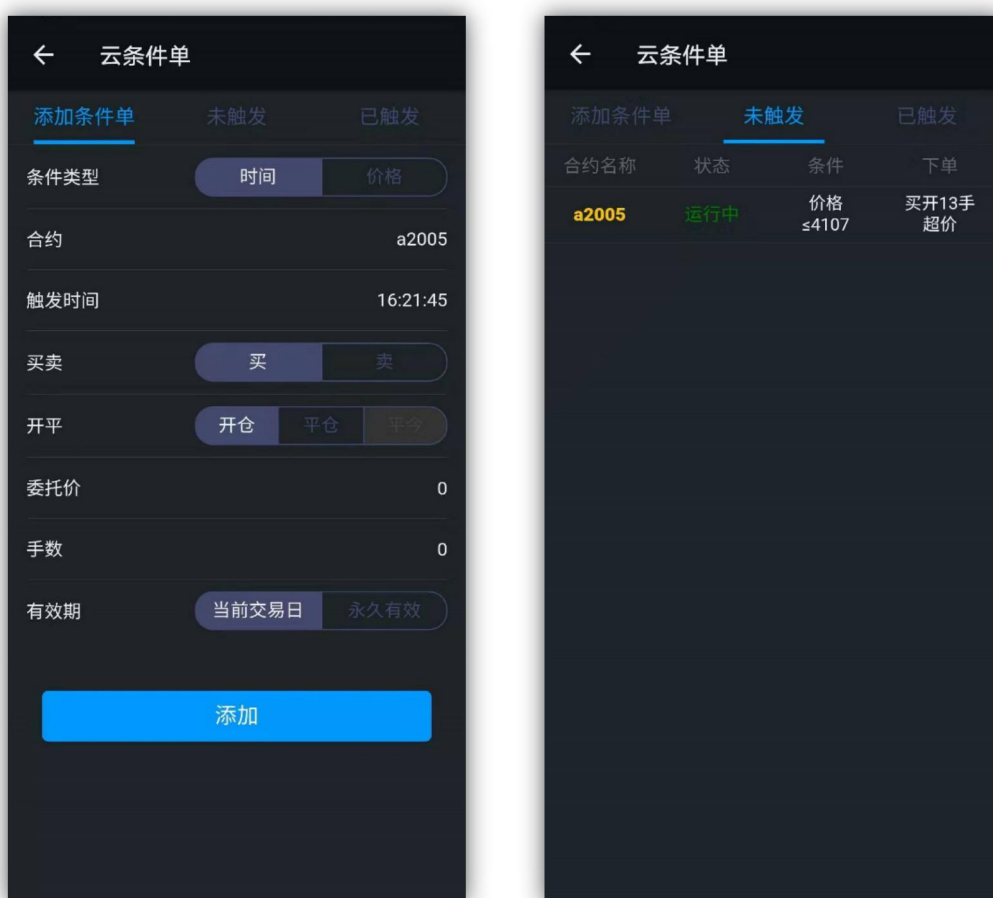 云条件单
添加条件单 未触发 已触发
条件类型 时间 价格
合约 a2005
触发时间 16:21:45
买卖 买 卖
开平 开仓 平仓 平今
委托价 0
手数 0
有效期 当前交易日 永久有效
添加
云条件单
添加条件单 未触发 已触发
合约名称 状态 条件 下单
a2005 运行中 价格 买开13手
≤4107 超价